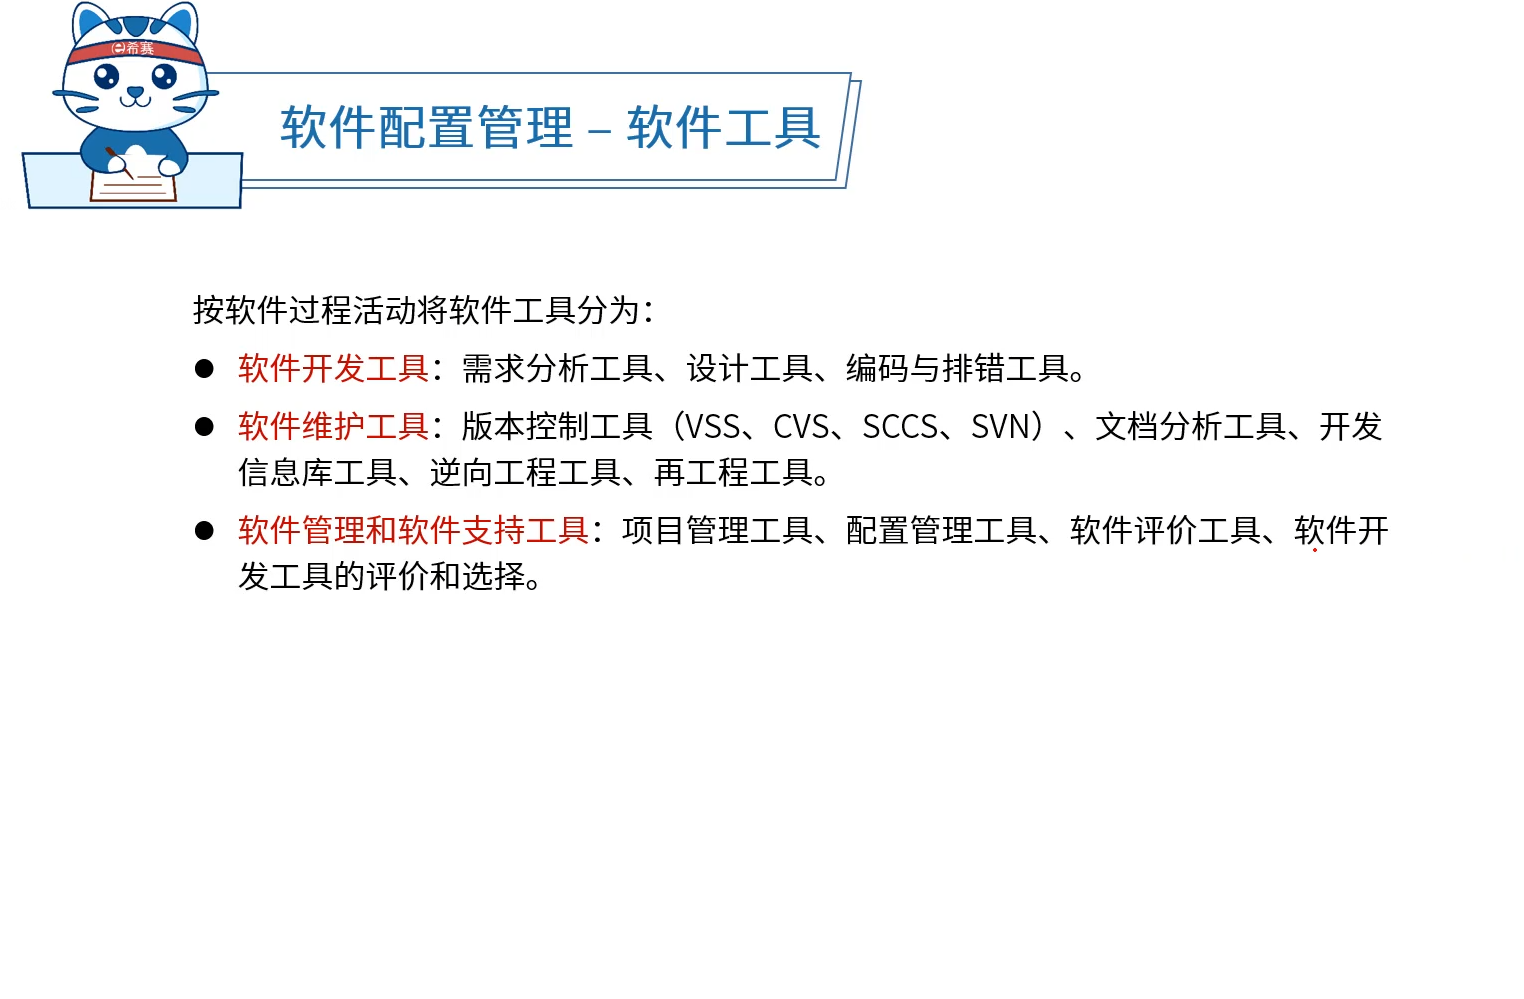 e希赛
软件配置管理 – 软件工具
按软件过程活动将软件工具分为：
● 软件开发工具：需求分析工具、设计工具、编码与排错工具。
● 软件维护工具：版本控制工具（VSS、CVS、SCCS、SVN）、文档分析工具、开发
信息库工具、逆向工程工具、再工程工具。
● 软件管理和软件支持工具：项目管理工具、配置管理工具、软件评价工具、软件开
发工具的评价和选择。